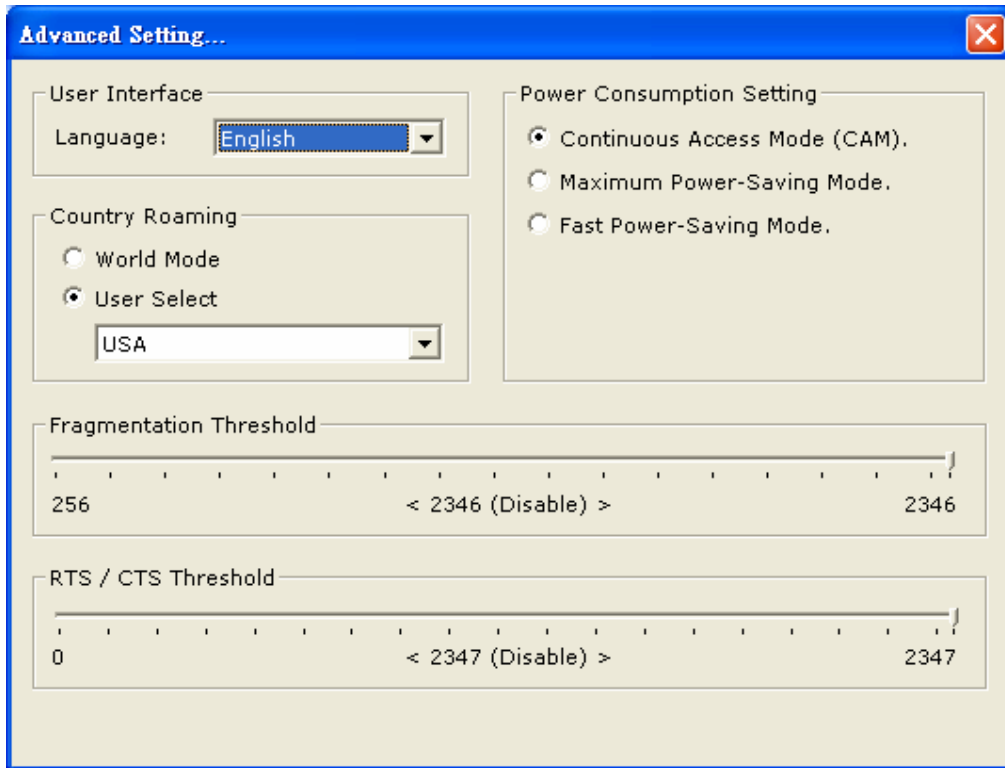 Advanced Setting...
User Interface
Language: English
Country Roaming
World Mode
User Select
USA
Power Consumption Setting
Continuous Access Mode (CAM).
Maximum Power-Saving Mode.
Fast Power-Saving Mode.
Fragmentation Threshold
256 < 2346 (Disable) > 2346
RTS / CTS Threshold
0 < 2347 (Disable) > 2347